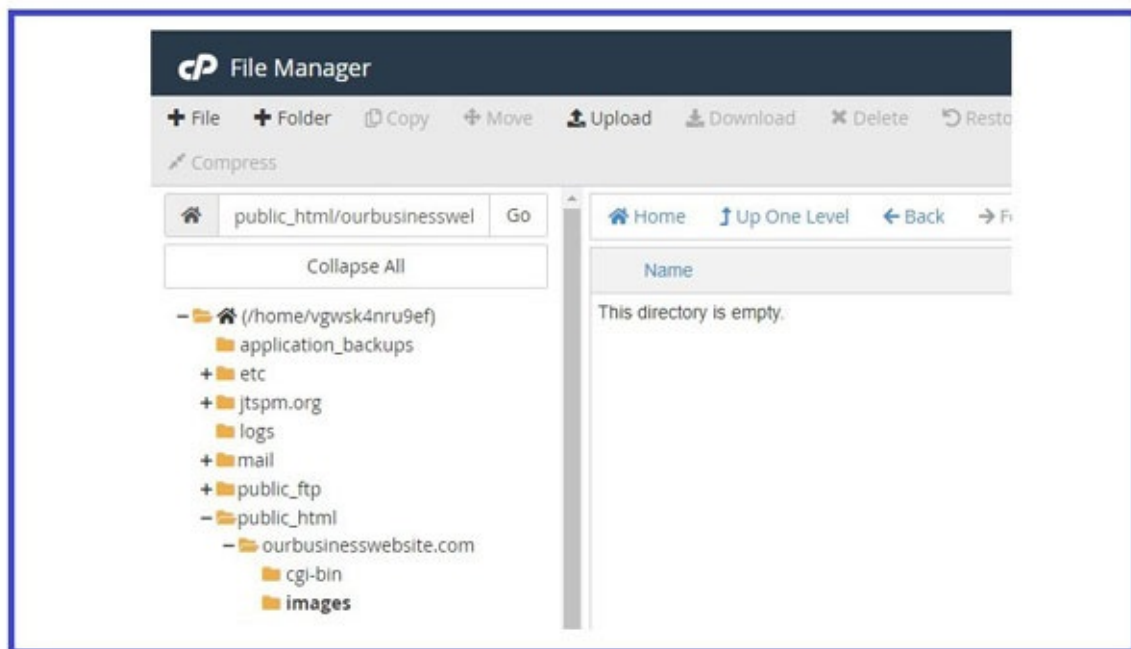 cP File Manager
File Folder Copy Move Upload Download Delete Resto
Compress
public_html/ourbusinesswel Go
Collapse All
(/home/vgwsk4nru9ef)
application_backups
etc
jtspm.org
logs
mail
public_ftp
public_html
ourbusinesswebsite.com
cgi-bin
images
Home Up One Level Back F
Name
This directory is empty.